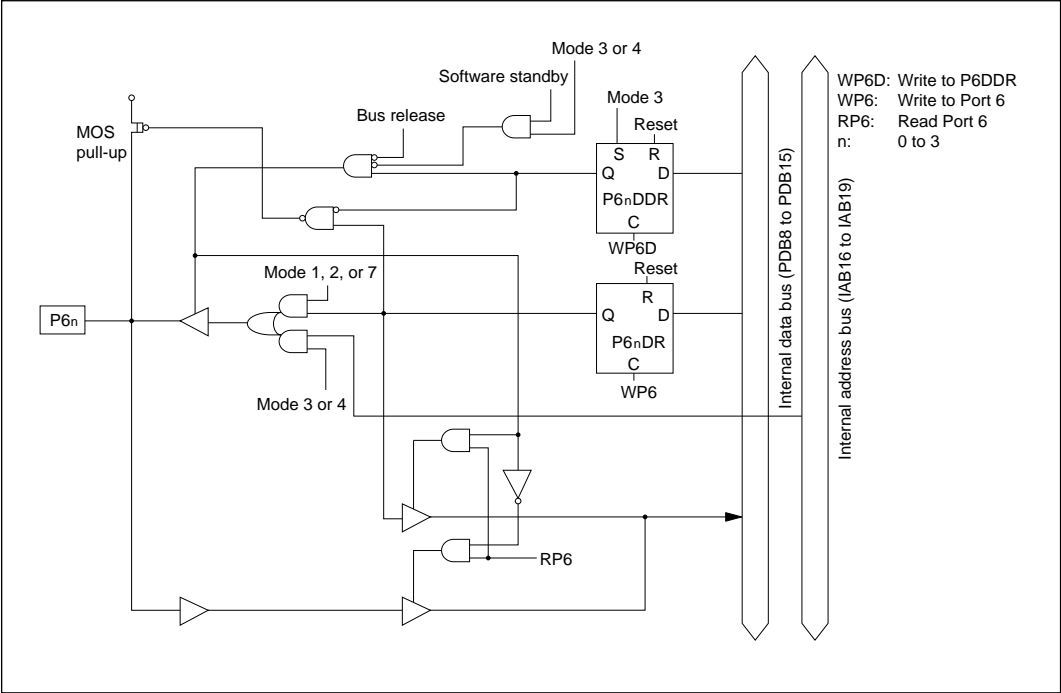 Mode 3 or 4
Software standby
Bus release
Mode 3
Reset
MOS
pull-up
S R
Q D
P6nDDR
C
WP6D
Reset
Mode 1, 2, or 7
R
P6n
Q D
P6nDR
C
WP6
Mode 3 or 4
RP6
Internal data bus (PDB8 to PDB15)
Internal address bus (IAB16 to IAB19)
WP6D: Write to P6DDR
WP6: Write to Port 6
RP6: Read Port 6
n: 0 to 3